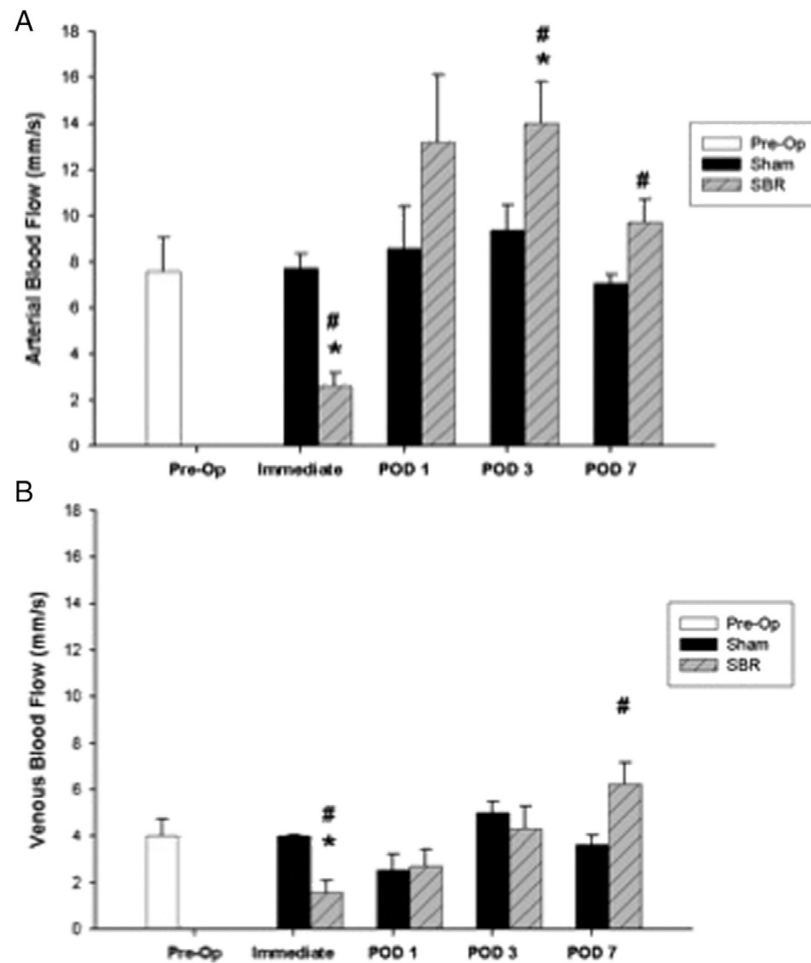 A
18
16
14
12
10
8
6
4
2
0
Arterial Blood Flow (mm/s)
#
*
#
*
#
Pre-Op
Sham
SBR
Pre-Op Immediate POD 1 POD 3 POD 7
B
18
16
14
12
10
8
6
4
2
0
Venous Blood Flow (mm/s)
#
*
#
Pre-Op
Sham
SBR
Pre-Op Immediate POD 1 POD 3 POD 7